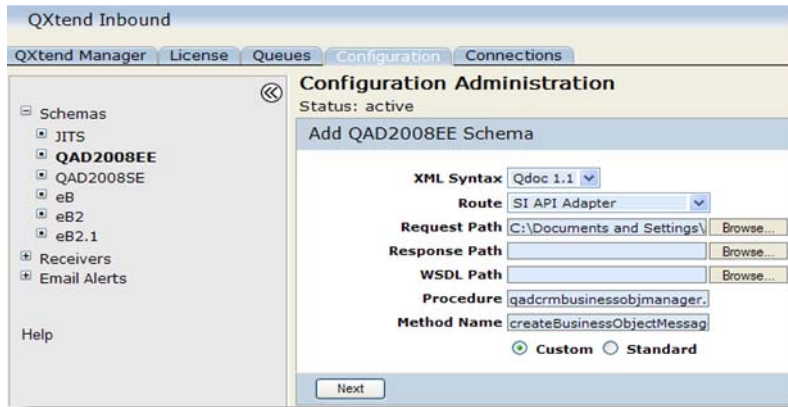 QXtend Inbound
QXtend Manager License Queues Configuration Connections
Schemas
JITS
QAD2008EE
QAD2008SE
eB
eB2
eB2.1
Receivers
Email Alerts
Help
Configuration Administration
Status: active
Add QAD2008EE Schema
XML Syntax Qdoc 1.1
Route SI API Adapter
Request Path C:\Documents and Settings\ Browse...
Response Path Browse...
WSDL Path Browse...
Procedure qadcrmbusinessobjmanager.
Method Name createBusinessObjectMessag
Custom Standard
Next